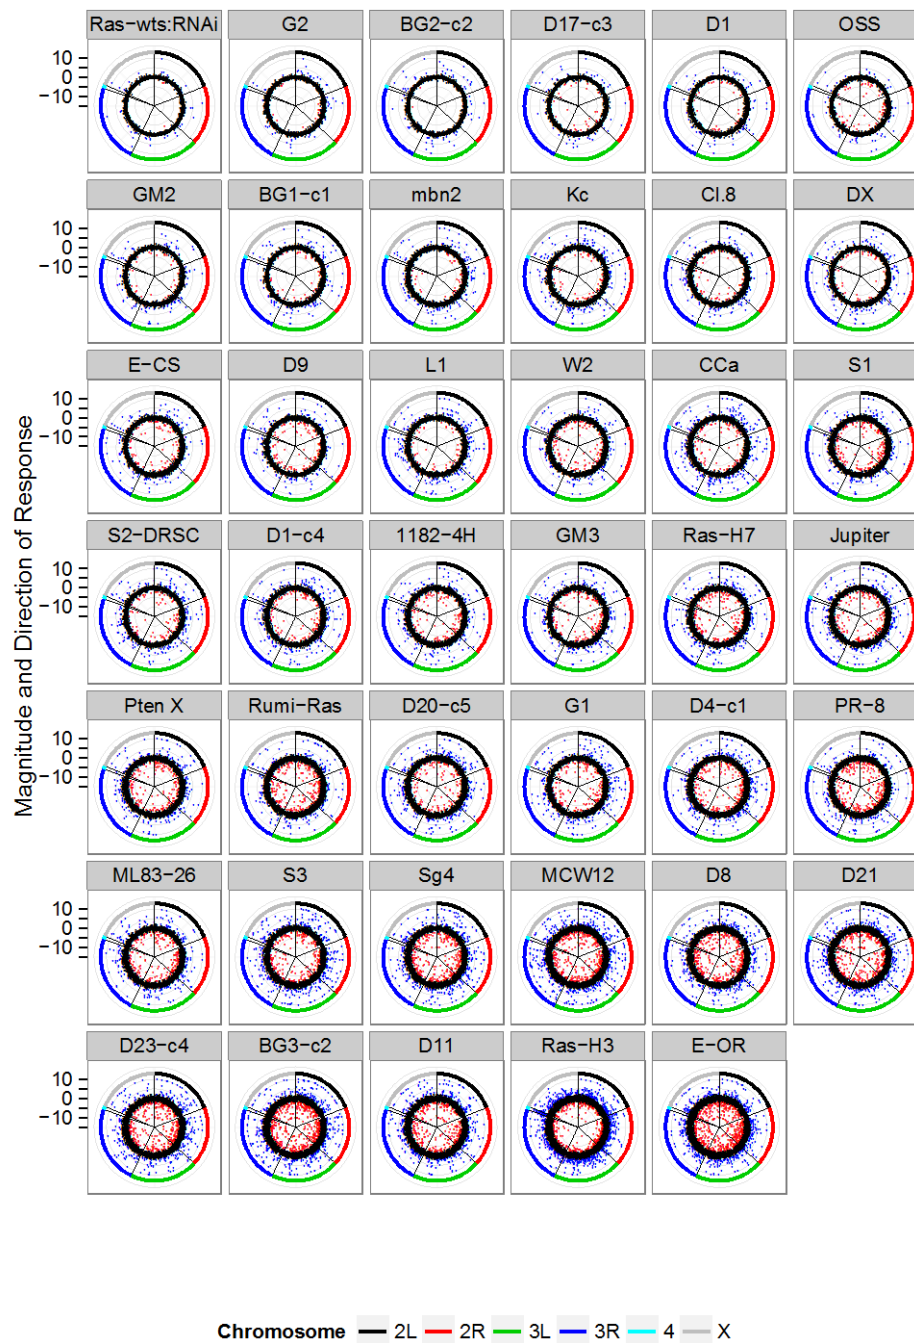 Ras−wts:RNAi G2 BG2−c2 D17−c3 D1 OSS
10
0
−10
GM2 BG1−c1 mbn2 Kc Cl.8 DX
10
0
−10
E−CS D9 L1 W2 CCa S1
10
0
−10
S2−DRSC D1−c4 1182−4H GM3 Ras−H7 Jupiter
10
0
−10
Pten X Rumi−Ras D20−c5 G1 D4−c1 PR−8
10
0
−10
ML83−26 S3 Sg4 MCW12 D8 D21
10
0
−10
D23−c4 BG3−c2 D11 Ras−H3 E−OR
10
0
−10
Magnitude and Direction of Response
Chromosome 2L 2R 3L 3R 4 X